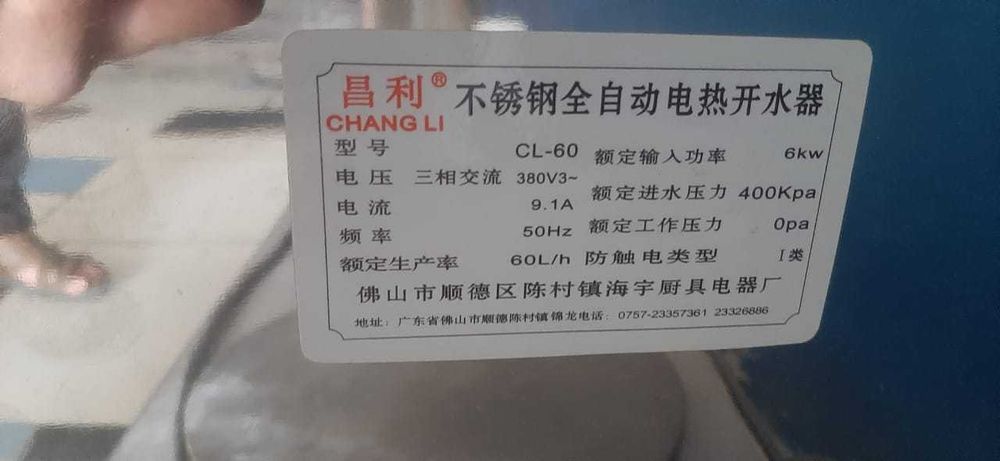 昌利® 不锈钢全自动电热开水器
CHANG LI
型号 CL-60 额定输入功率 6kw
电压 三相交流 380V3~ 额定进水压力 400Kpa
电流 9.1A 额定工作压力 0pa
频率 50Hz 防触电类型 I类
额定生产率 60L/h
佛山市顺德区陈村镇海宇厨具电器厂
地址：广东省佛山市顺德陈村镇锦龙电话：0757-23357361 23326886